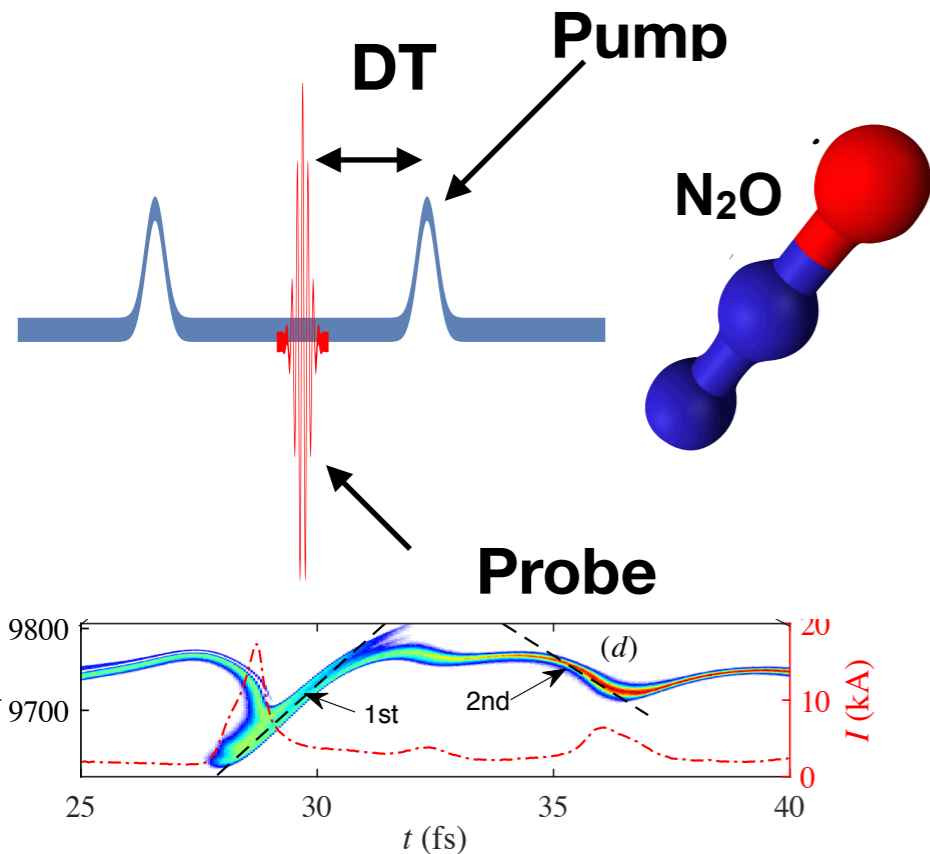 Pump
DT
N₂O
Probe
9800
9700
(d)
1st
2nd
20
10
0
I (kA)
25
30
35
40
t (fs)